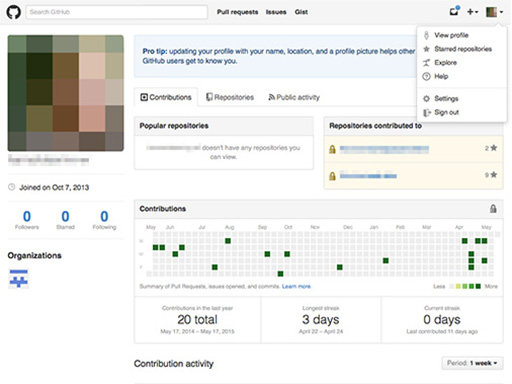 Search GitHub
Pull requests Issues Gist
View profile
Starred repositories
Explore
Help
Settings
Sign out
Pro tip: updating your profile with your name, location, and a profile picture helps other
GitHub users get to know you.
Contributions Repositories Public activity
Popular repositories
doesn't have any repositories you
can view.
Repositories contributed to
2
9
Joined on Oct 7, 2013
0 0 0
Followers Starred Following
Organizations
Contributions
May Jun Jul Aug Sep Oct Nov Dec Jan Feb Mar Apr May
M
W
F
Summary of Pull Requests, issues opened, and commits. Learn more.
Less More
Contributions in the last year
20 total
May 17, 2014 – May 17, 2015
Longest streak
3 days
April 22 – April 24
Current streak
0 days
Last contributed 11 days ago
Contribution activity
Period: 1 week